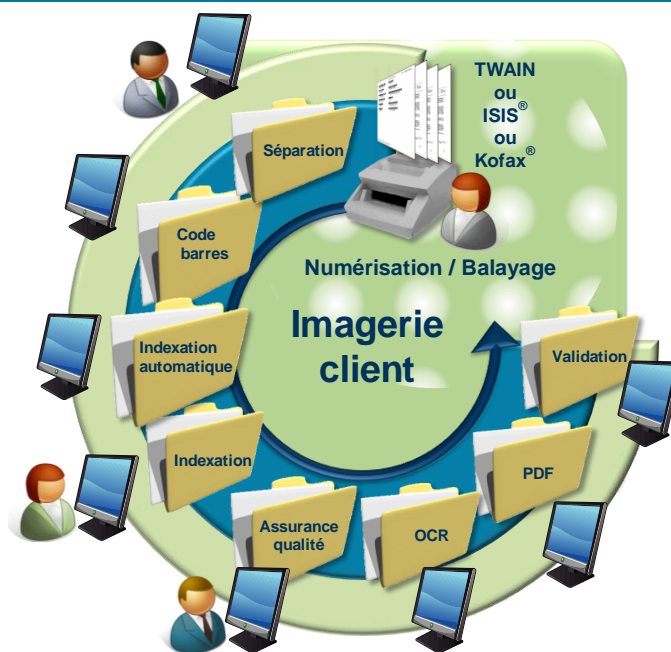 TWAIN
ou
ISIS®
ou
Kofax®
Numérisation / Balayage
Imagerie
client
Séparation
Code
barres
Indexation
automatique
Indexation
Assurance
qualité
OCR
PDF
Validation